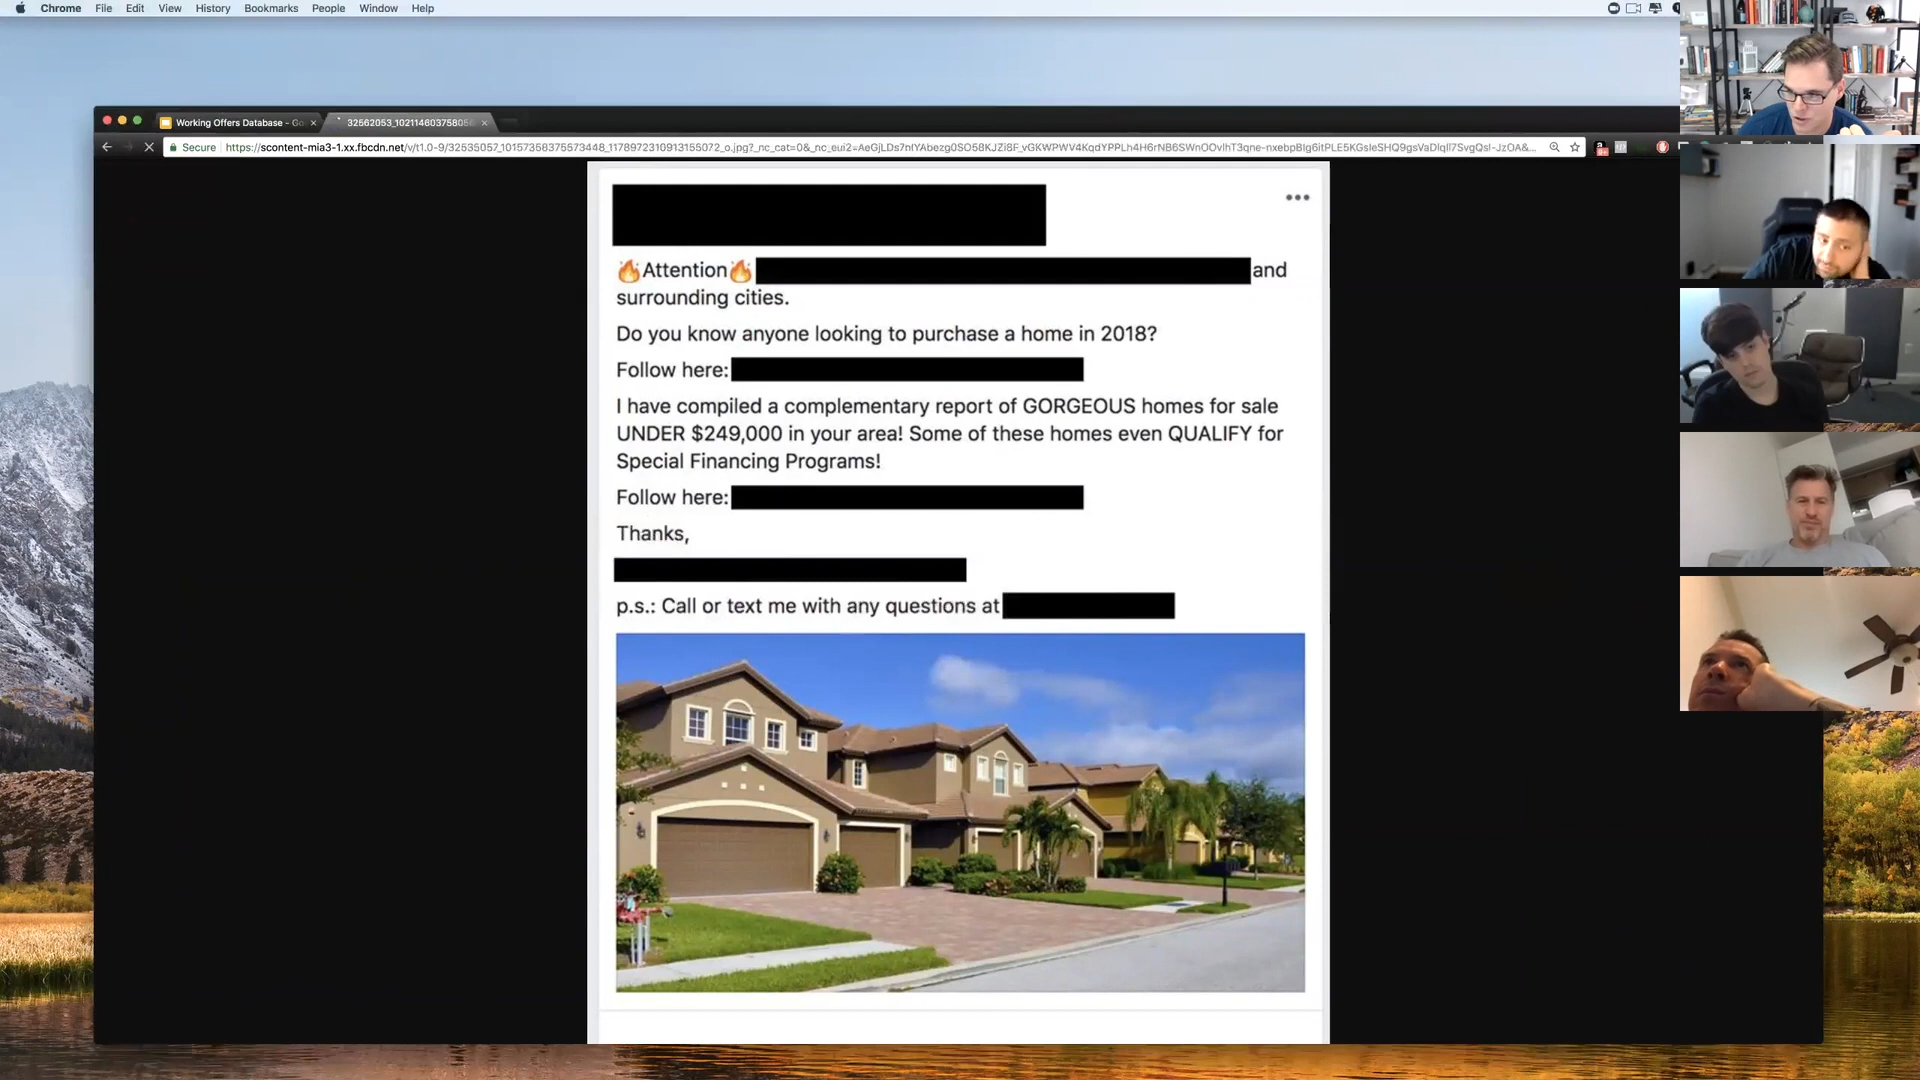 Chrome File Edit View History Bookmarks People Window Help
Working Offers Database - Go
32562053_102114603758056
Secure
🔥Attention🔥 and
surrounding cities.
Do you know anyone looking to purchase a home in 2018?
Follow here:
I have compiled a complementary report of GORGEOUS homes for sale
UNDER $249,000 in your area! Some of these homes even QUALIFY for
Special Financing Programs!
Follow here:
Thanks,
p.s.: Call or text me with any questions at